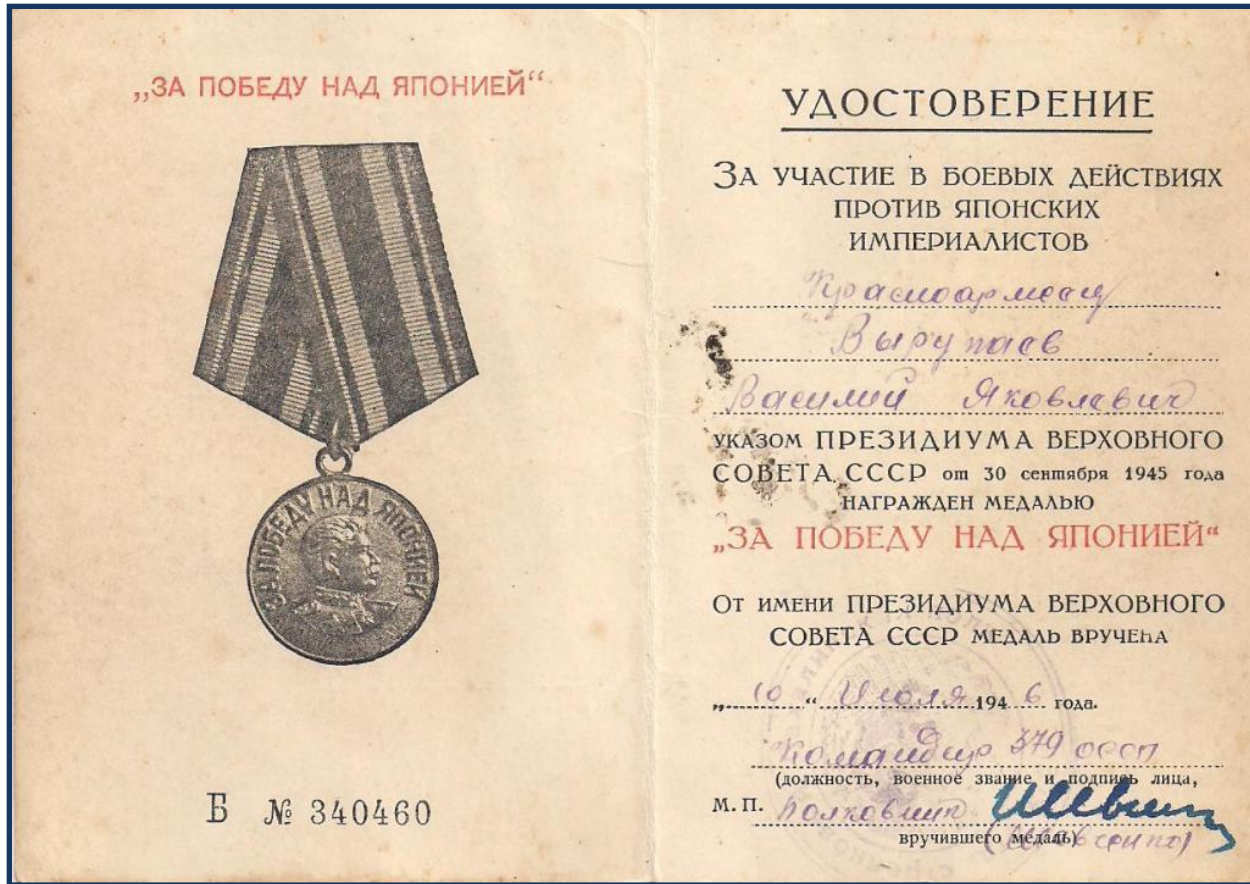 „ЗА ПОБЕДУ НАД ЯПОНИЕЙ“
ЗА ПОБЕДУ НАД ЯПОНИЕЙ
Б № 340460
УДОСТОВЕРЕНИЕ
ЗА УЧАСТИЕ В БОЕВЫХ ДЕЙСТВИЯХ
ПРОТИВ ЯПОНСКИХ
ИМПЕРИАЛИСТОВ
Красноармеец
Вырупаев
Василий Яковлевич
УКАЗОМ ПРЕЗИДИУМА ВЕРХОВНОГО
СОВЕТА СССР от 30 сентября 1945 года
НАГРАЖДЕН МЕДАЛЬЮ
„ЗА ПОБЕДУ НАД ЯПОНИЕЙ“
ОТ ИМЕНИ ПРЕЗИДИУМА ВЕРХОВНОГО
СОВЕТА СССР МЕДАЛЬ ВРУЧЕНА
„10“ Июля 1946 года.
Командир 379
(должность, военное звание и подпись лица,
М. П. Полковник
вручившего медаль)